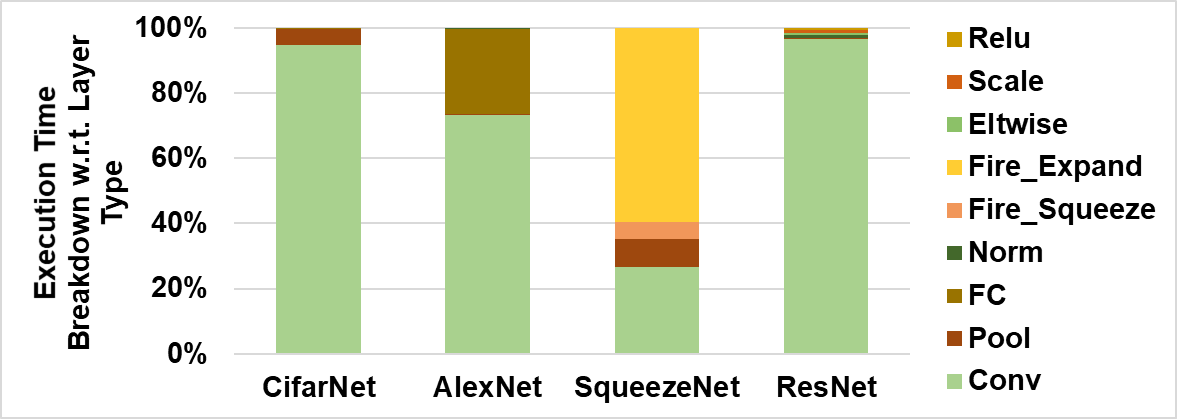 Execution Time
Breakdown w.r.t. Layer
Type
100%
80%
60%
40%
20%
0%
CifarNet
AlexNet
SqueezeNet
ResNet
Relu
Scale
Eltwise
Fire_Expand
Fire_Squeeze
Norm
FC
Pool
Conv